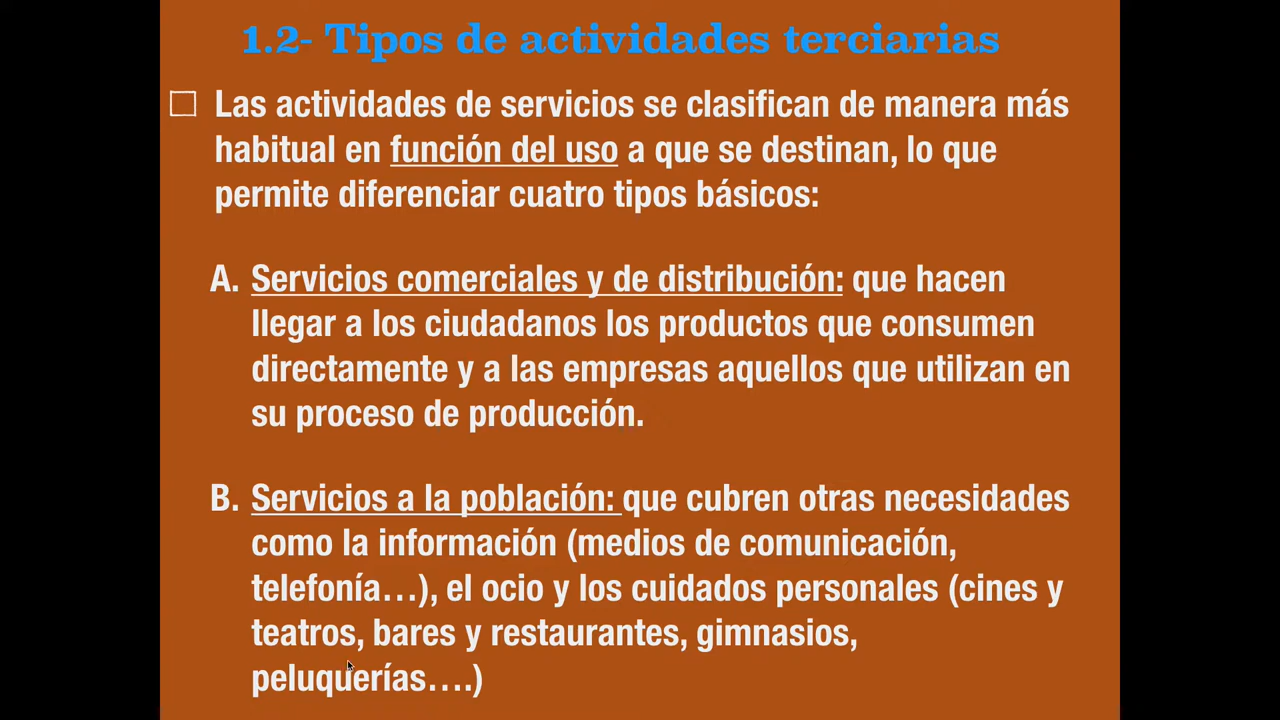 1.2- Tipos de actividades terciarias
Las actividades de servicios se clasifican de manera más
habitual en función del uso a que se destinan, lo que
permite diferenciar cuatro tipos básicos:
A. Servicios comerciales y de distribución: que hacen
llegar a los ciudadanos los productos que consumen
directamente y a las empresas aquellos que utilizan en
su proceso de producción.
B. Servicios a la población: que cubren otras necesidades
como la información (medios de comunicación,
telefonía…), el ocio y los cuidados personales (cines y
teatros, bares y restaurantes, gimnasios,
peluquerías….)